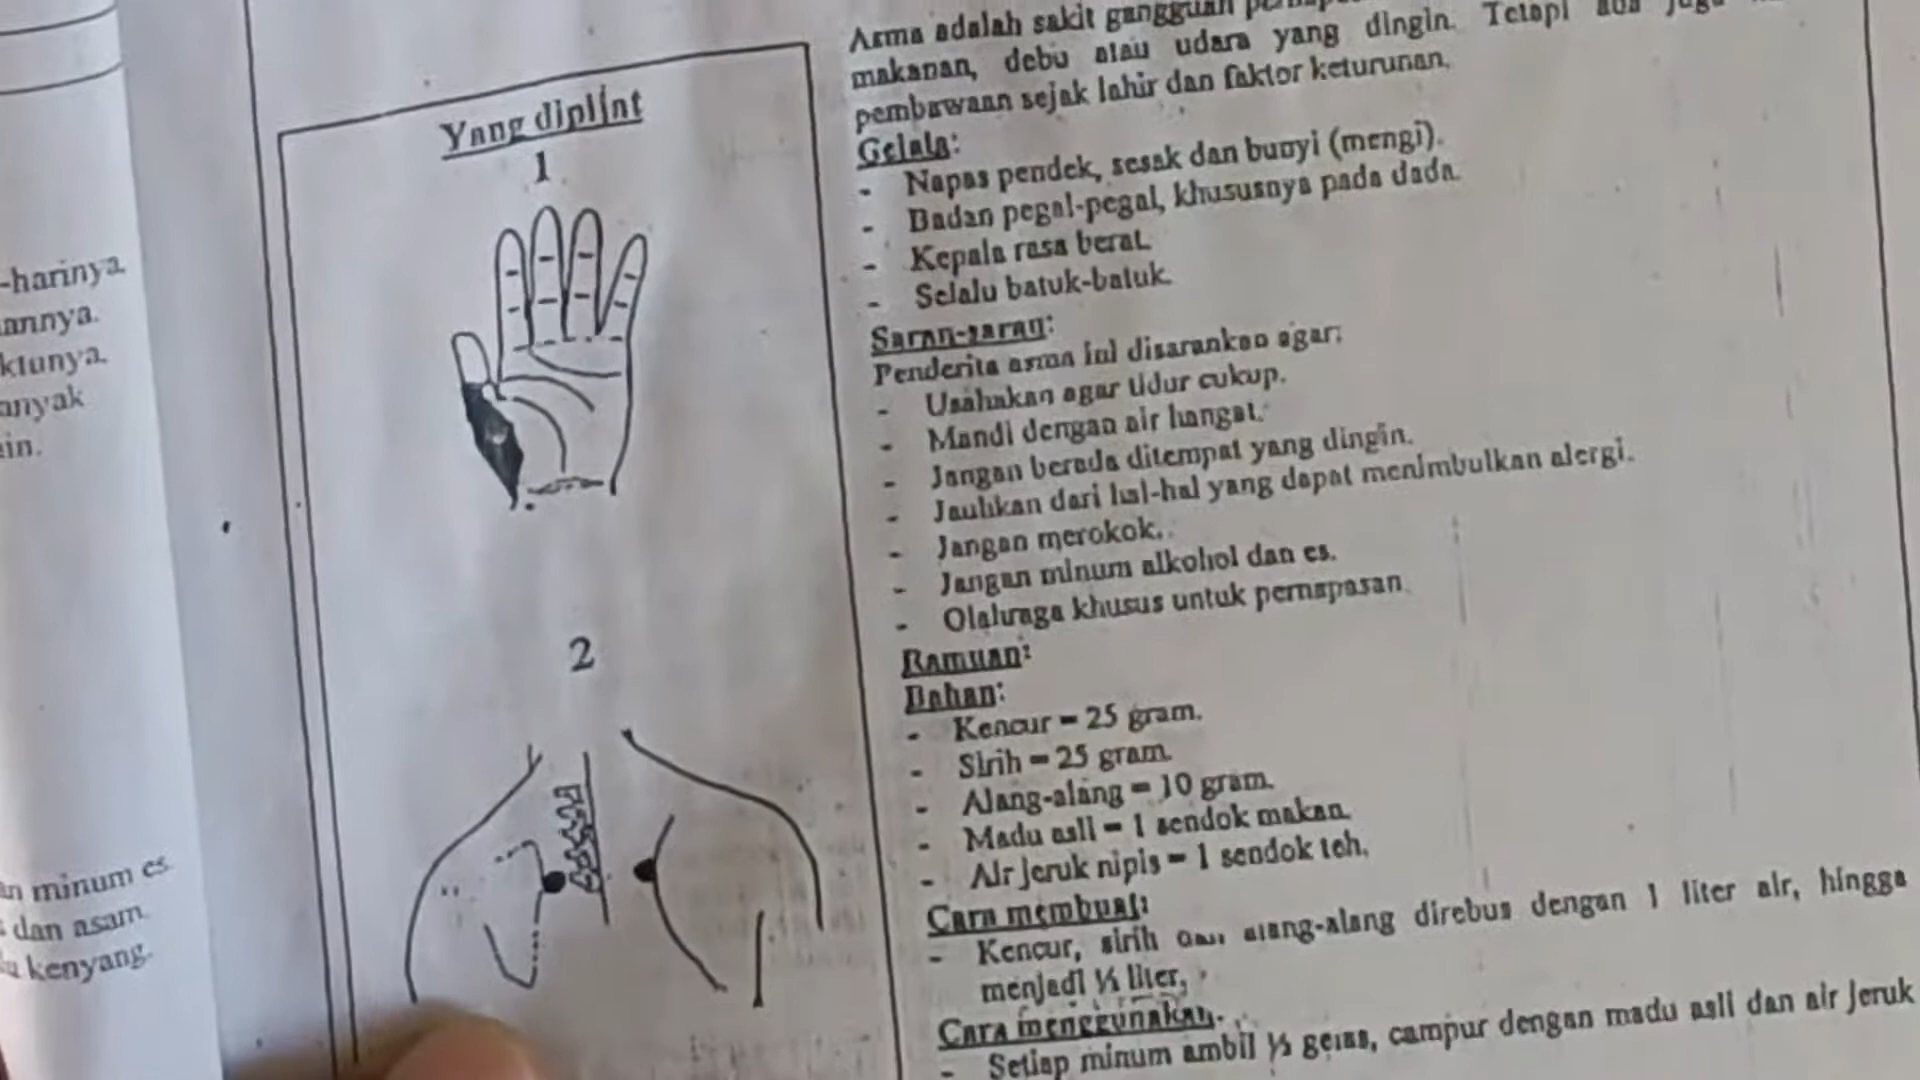 -harinya.
annya.
ktunya.
anyak
ein.
an minum es
dan asam.
kenyang.
Yang dipijat
1
2
Asma adalah sakit gangguan
makanan, debu atau udara yang dingin. Tetapi ada juga
pembawaan sejak lahir dan faktor keturunan.
Gejala:
- Napas pendek, sesak dan bunyi (mengi).
- Badan pegal-pegal, khususnya pada dada.
- Kepala rasa berat.
- Selalu batuk-batuk.
Saran-saran:
Penderita asma ini disarankan agar:
- Usahakan agar tidur cukup.
- Mandi dengan air hangat.
- Jangan berada ditempat yang dingin.
- Jauhkan dari hal-hal yang dapat menimbulkan alergi.
- Jangan merokok.
- Jangan minum alkohol dan es.
- Olahraga khusus untuk pernapasan
Ramuan:
Bahan:
- Kencur = 25 gram.
- Sirih = 25 gram.
- Alang-alang = 10 gram.
- Madu asli = 1 sendok makan.
- Air jeruk nipis = 1 sendok teh.
Cara membuat:
- Kencur, sirih dan alang-alang direbus dengan 1 liter air, hingga
menjadi ½ liter.
Cara menggunakan
- Setiap minum ambil ½ gelas, campur dengan madu asli dan air jeruk